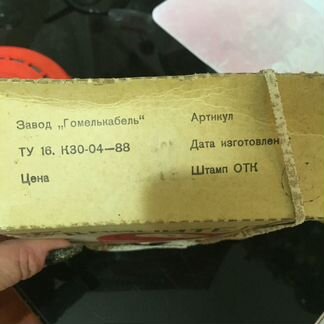 Завод „Гомелькабель“ Артикул
ТУ 16. К30-04—88 Дата изготовлен
Цена Штамп ОТК